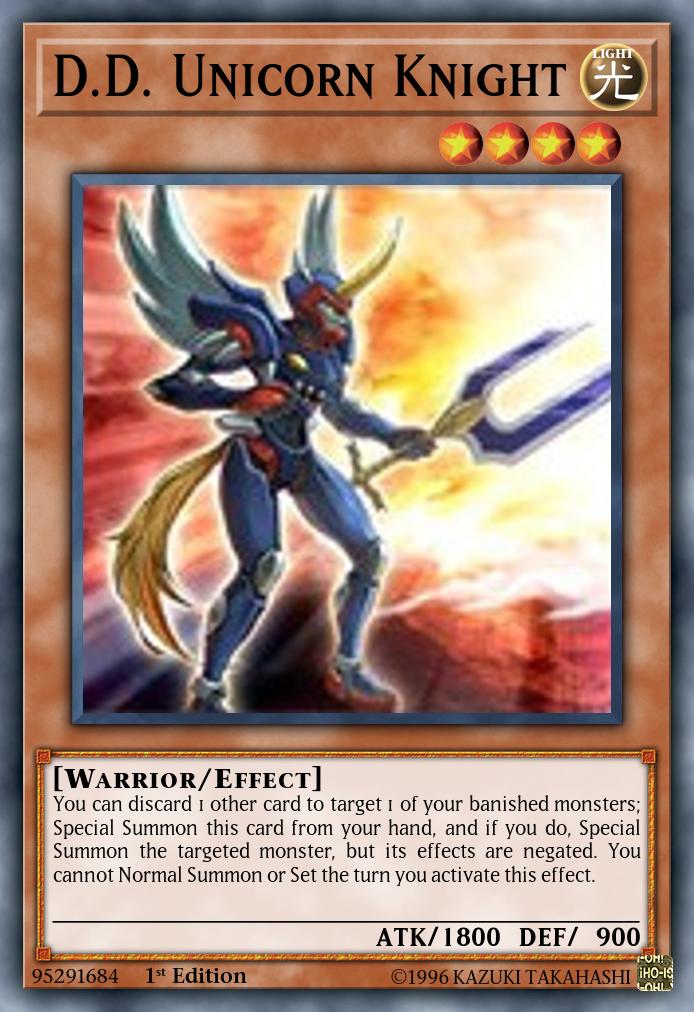 D.D. Unicorn Knight
LIGHT
光
[Warrior/Effect]
You can discard 1 other card to target 1 of your banished monsters;
Special Summon this card from your hand, and if you do, Special
Summon the targeted monster, but its effects are negated. You
cannot Normal Summon or Set the turn you activate this effect.
ATK/1800 DEF/ 900
95291684 1st Edition ©1996 KAZUKI TAKAHASHI